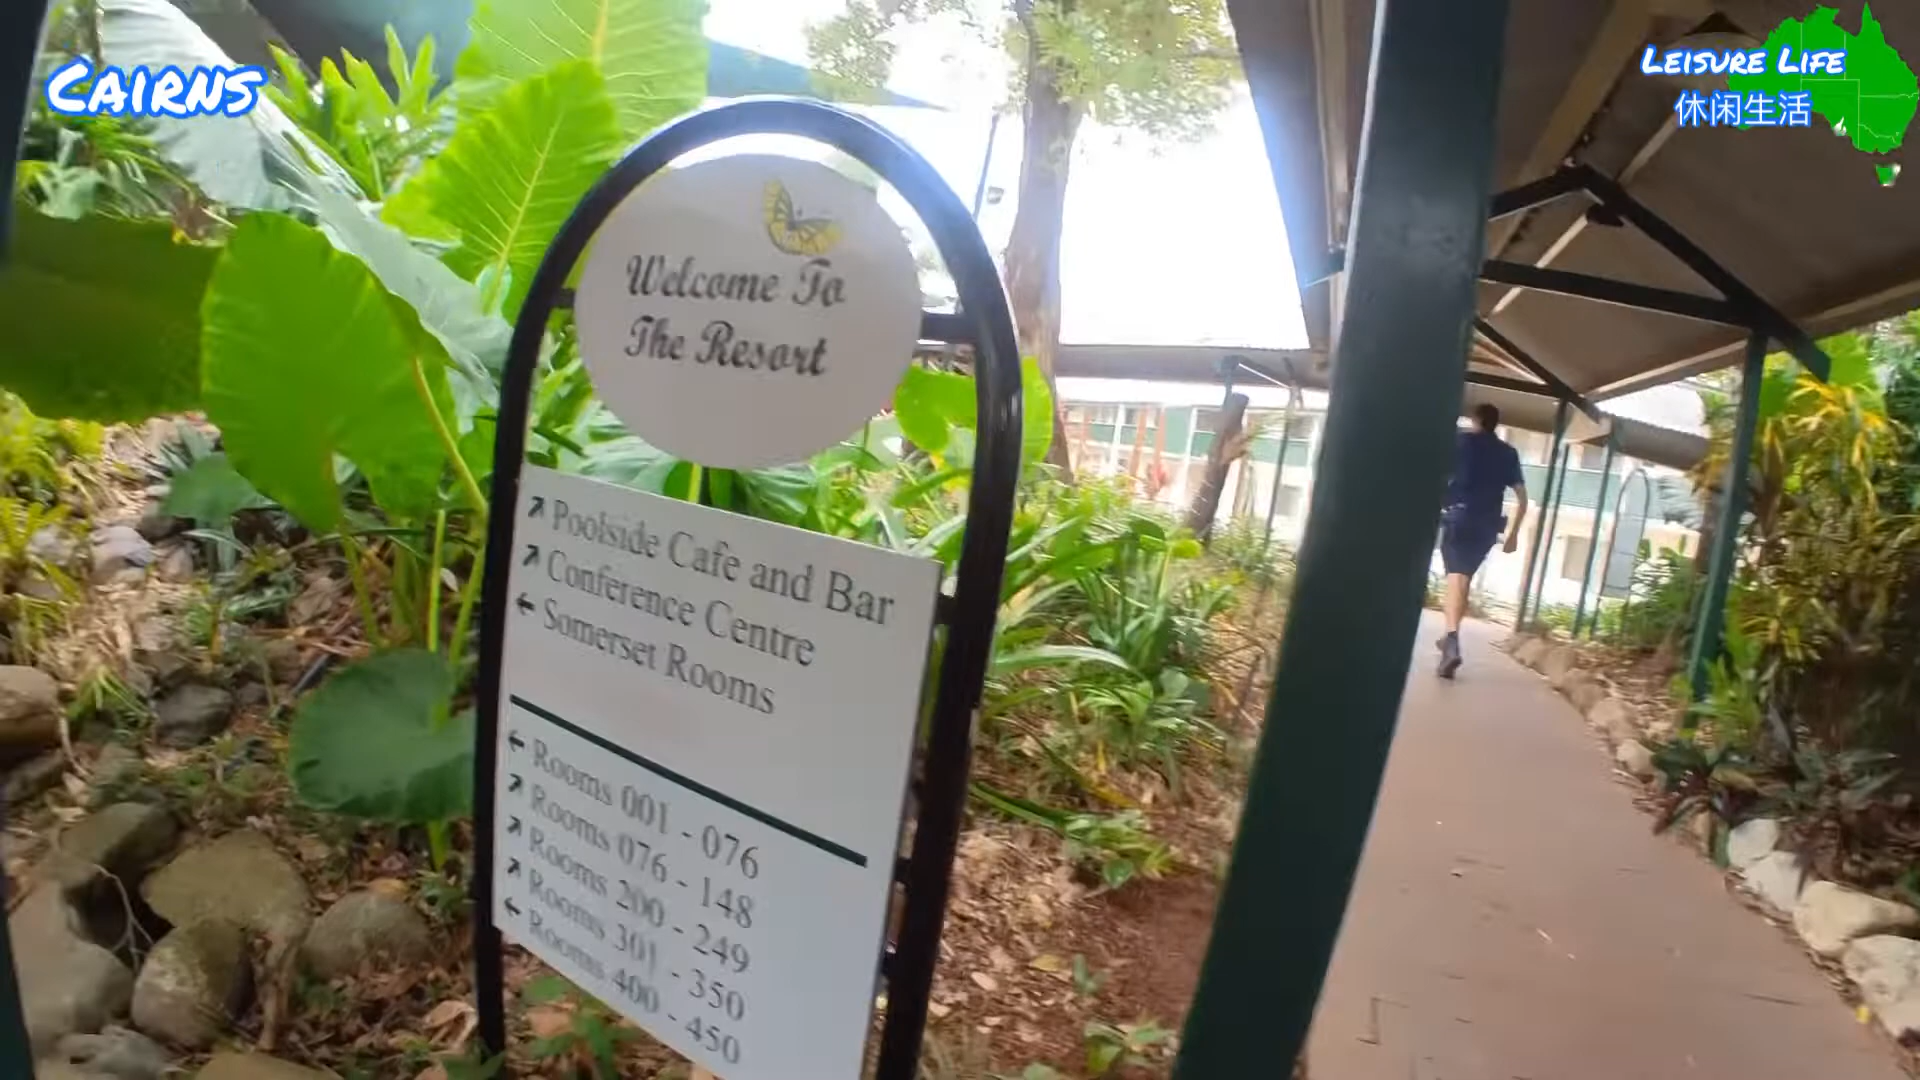 CAIRNS
LEISURE LIFE
休闲生活
Welcome To
The Resort
↗ Poolside Cafe and Bar
↗ Conference Centre
← Somerset Rooms
← Rooms 001 - 076
↗ Rooms 076 - 148
↗ Rooms 200 - 249
↗ Rooms 301 - 350
← Rooms 400 - 450